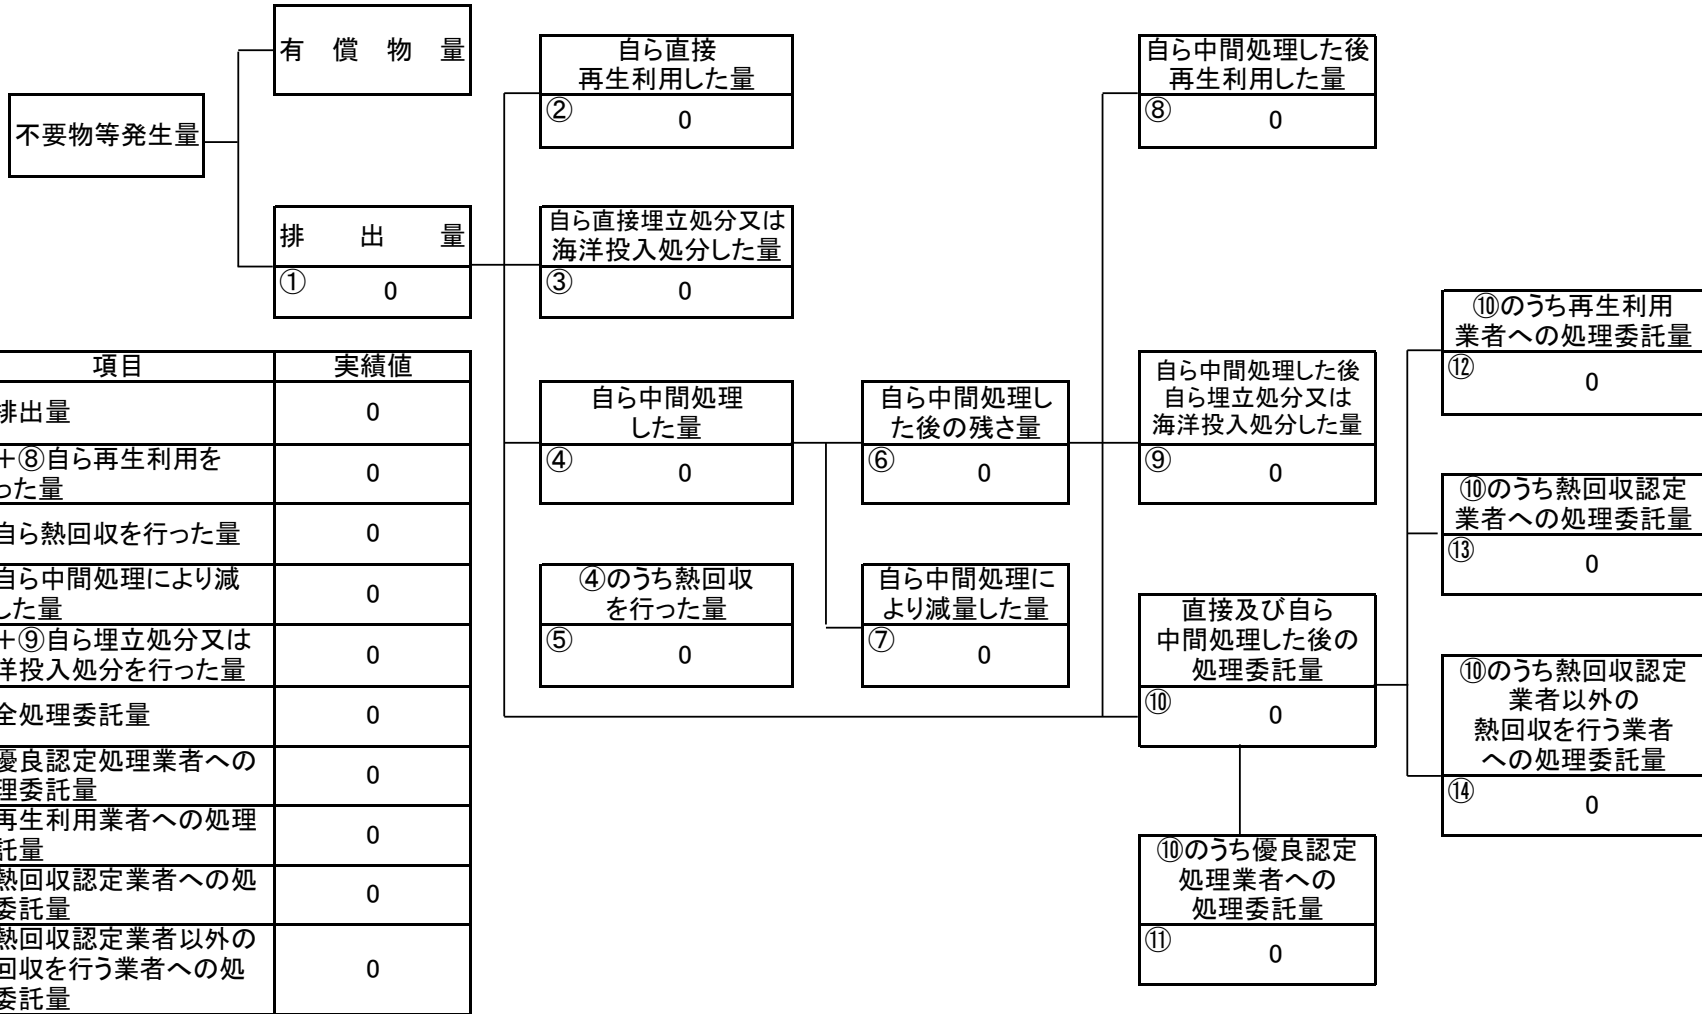 有　償　物　量
不要物等発生量
排　出　量
①
0
自ら直接
再生利用した量
②
0
自ら直接埋立処分又は
海洋投入処分した量
③
0
自ら中間処理
した量
④
0
④のうち熱回収
を行った量
⑤
0
自ら中間処理し
た後の残さ量
⑥
0
自ら中間処理に
より減量した量
⑦
0
自ら中間処理した後
再生利用した量
⑧
0
自ら中間処理した後
自ら埋立処分又は
海洋投入処分した量
⑨
0
直接及び自ら
中間処理した後の
処理委託量
⑩
0
⑩のうち優良認定
処理業者への
処理委託量
⑪
0
⑩のうち再生利用
業者への処理委託量
⑫
0
⑩のうち熱回収認定
業者への処理委託量
⑬
0
⑩のうち熱回収認定
業者以外の
熱回収を行う業者
への処理委託量
⑭
0
項目 実績値
排出量 0
＋⑧自ら再生利用を
った量 0
自ら熱回収を行った量 0
自ら中間処理により減
した量 0
＋⑨自ら埋立処分又は
洋投入処分を行った量 0
全処理委託量 0
優良認定処理業者への
理委託量 0
再生利用業者への処理
託量 0
熱回収認定業者への処
委託量 0
熱回収認定業者以外の
回収を行う業者への処 0
委託量